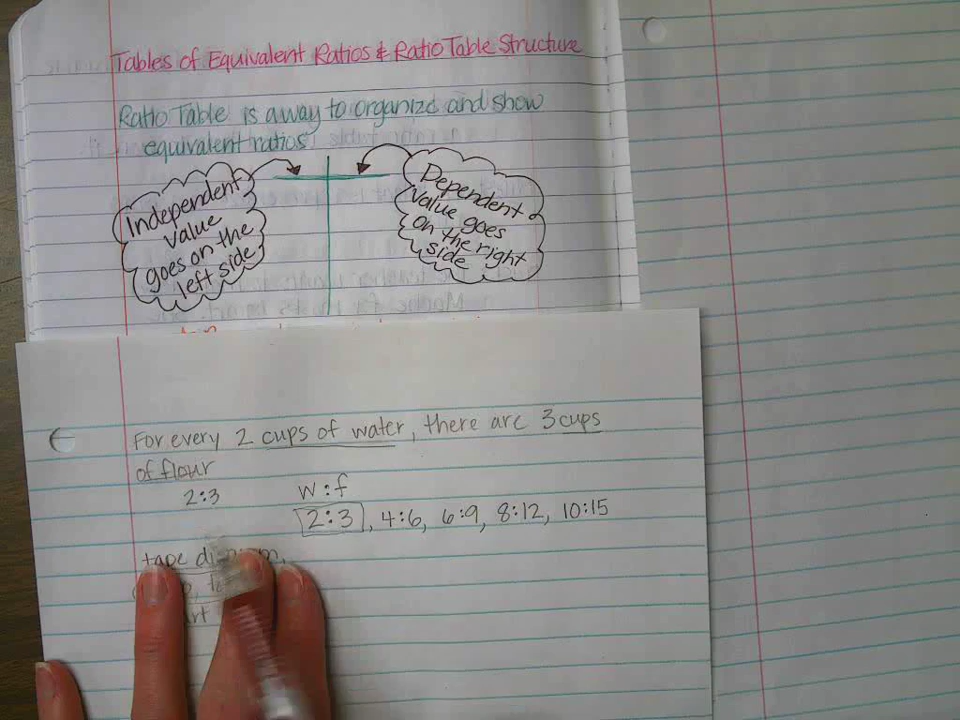 Tables of Equivalent Ratios & Ratio Table Structure
Ratio Table is a way to organize and show
equivalent ratios
Independent
value
goes on the
left side
Dependent
value goes
on the right
side
For every 2 cups of water, there are 3 cups
of flour
2:3
w:f
2:3, 4:6, 6:9, 8:12, 10:15
tape